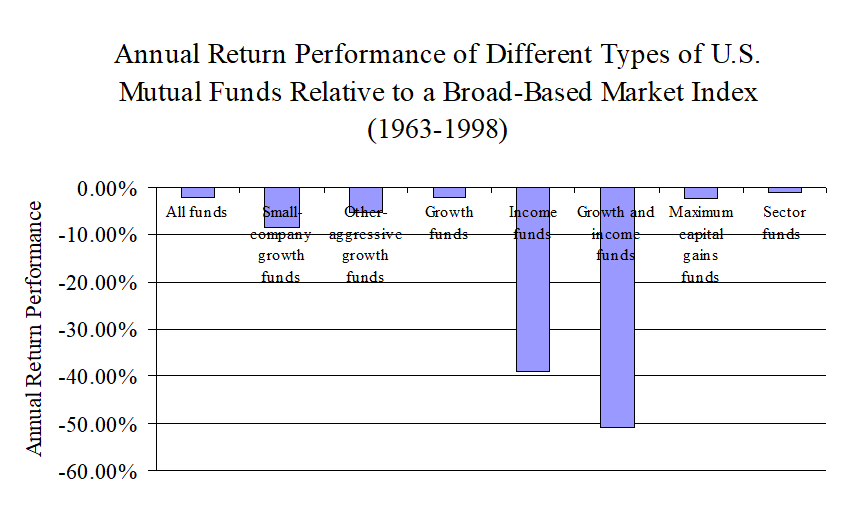 Annual Return Performance of Different Types of U.S.
Mutual Funds Relative to a Broad-Based Market Index
(1963-1998)
Annual Return Performance
0.00%
-10.00%
-20.00%
-30.00%
-40.00%
-50.00%
-60.00%
All funds
Small-
company
growth
funds
Other-
aggressive
growth
funds
Growth
funds
Income
funds
Growth and
income
funds
Maximum
capital
gains
funds
Sector
funds